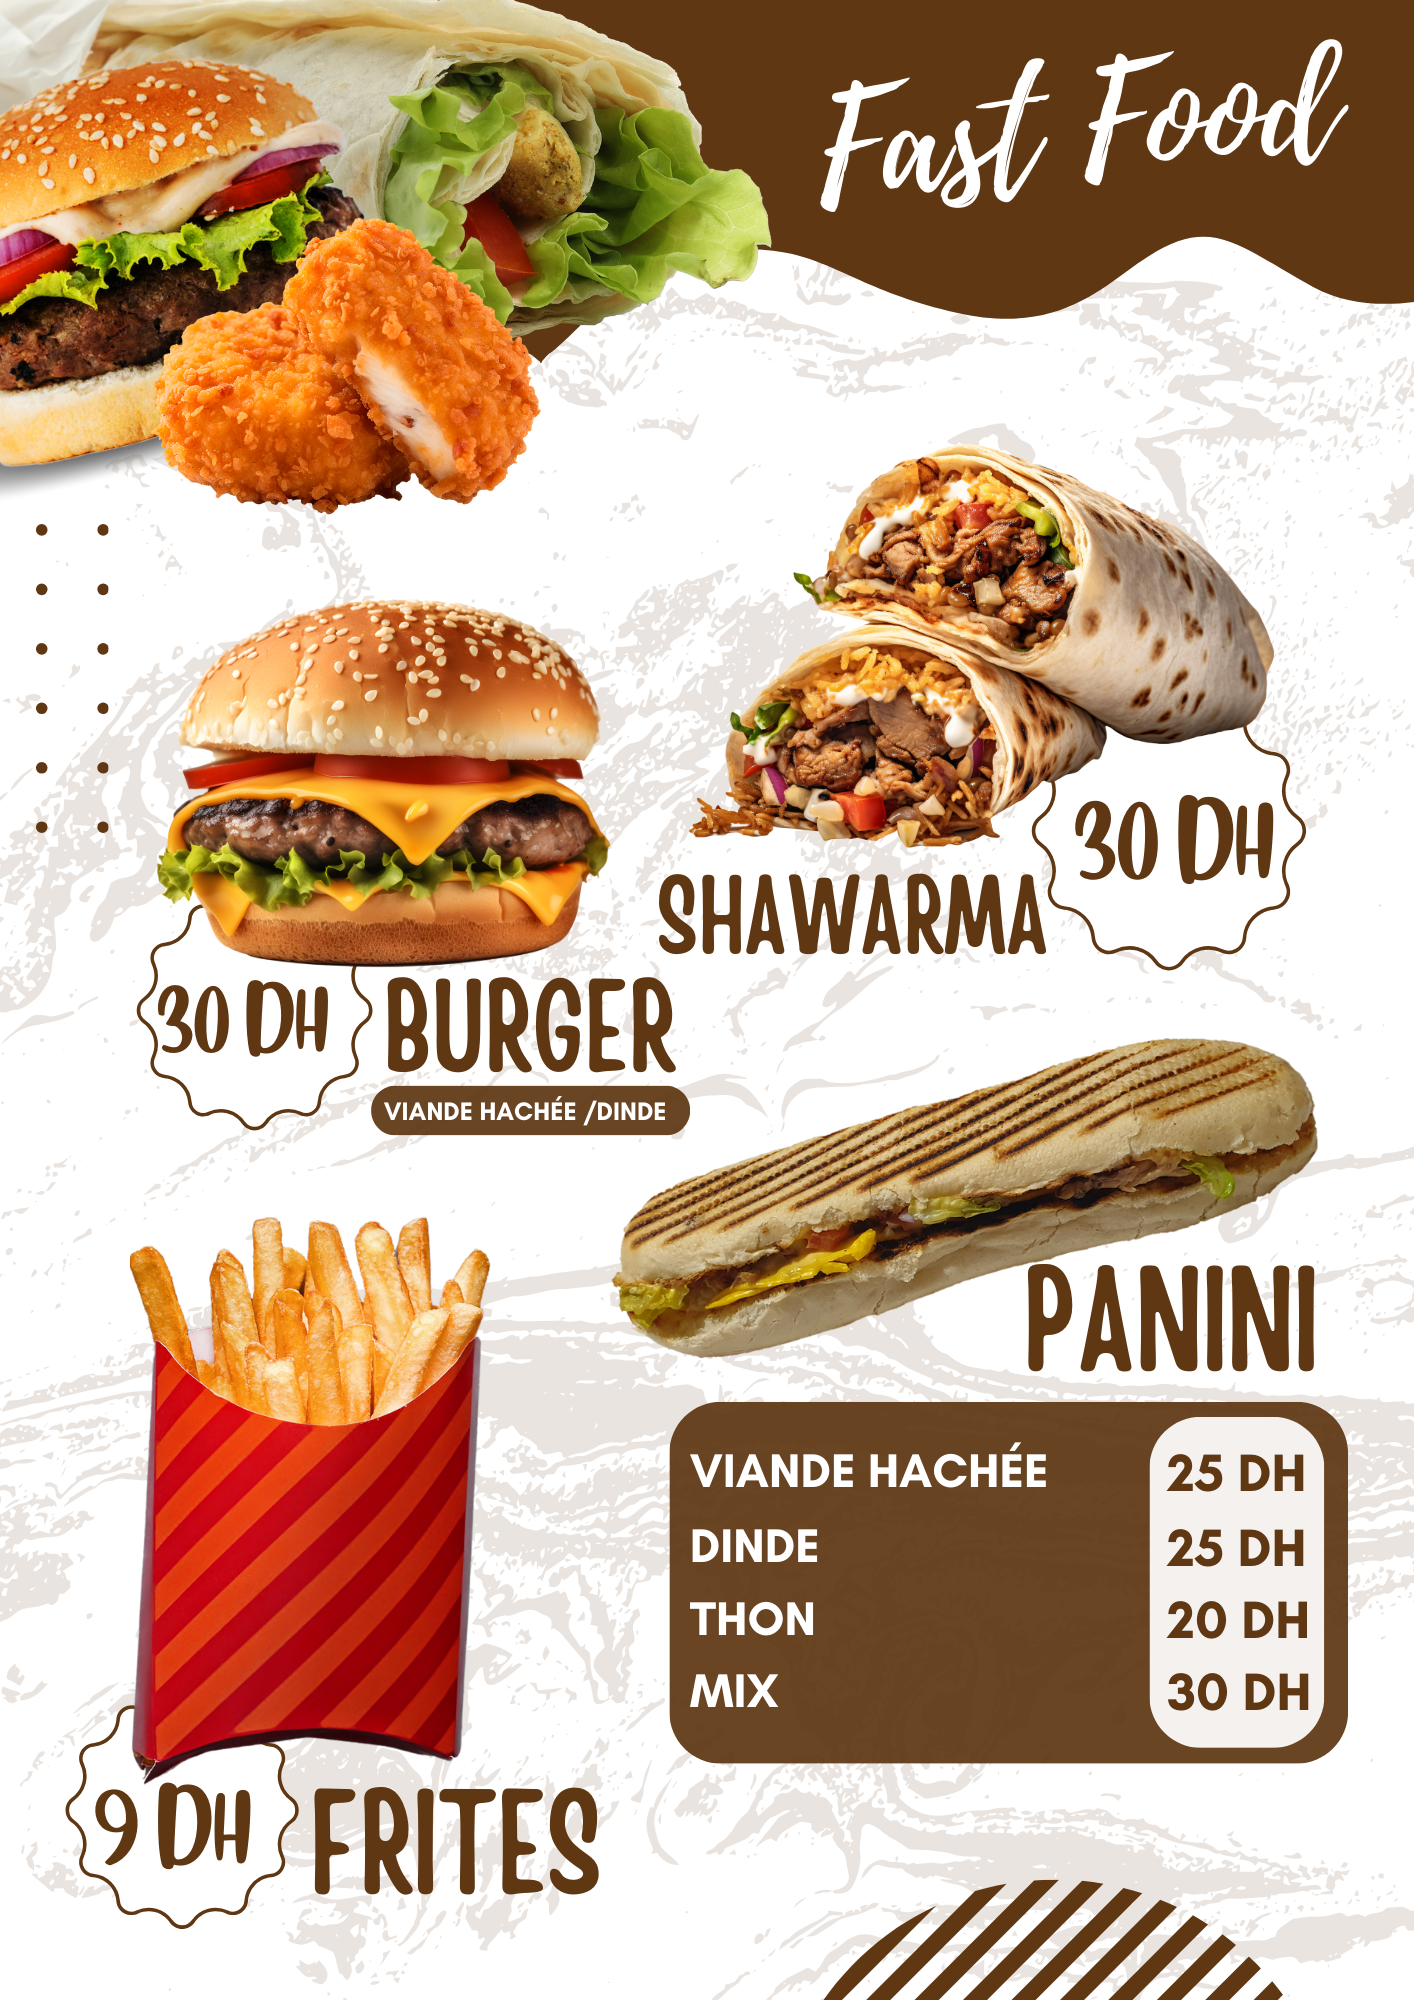 Fast Food
30 DH
SHAWARMA
30 DH
BURGER
VIANDE HACHÉE /DINDE
PANINI
VIANDE HACHÉE 25 DH
DINDE 25 DH
THON 20 DH
MIX 30 DH
9 DH
FRITES